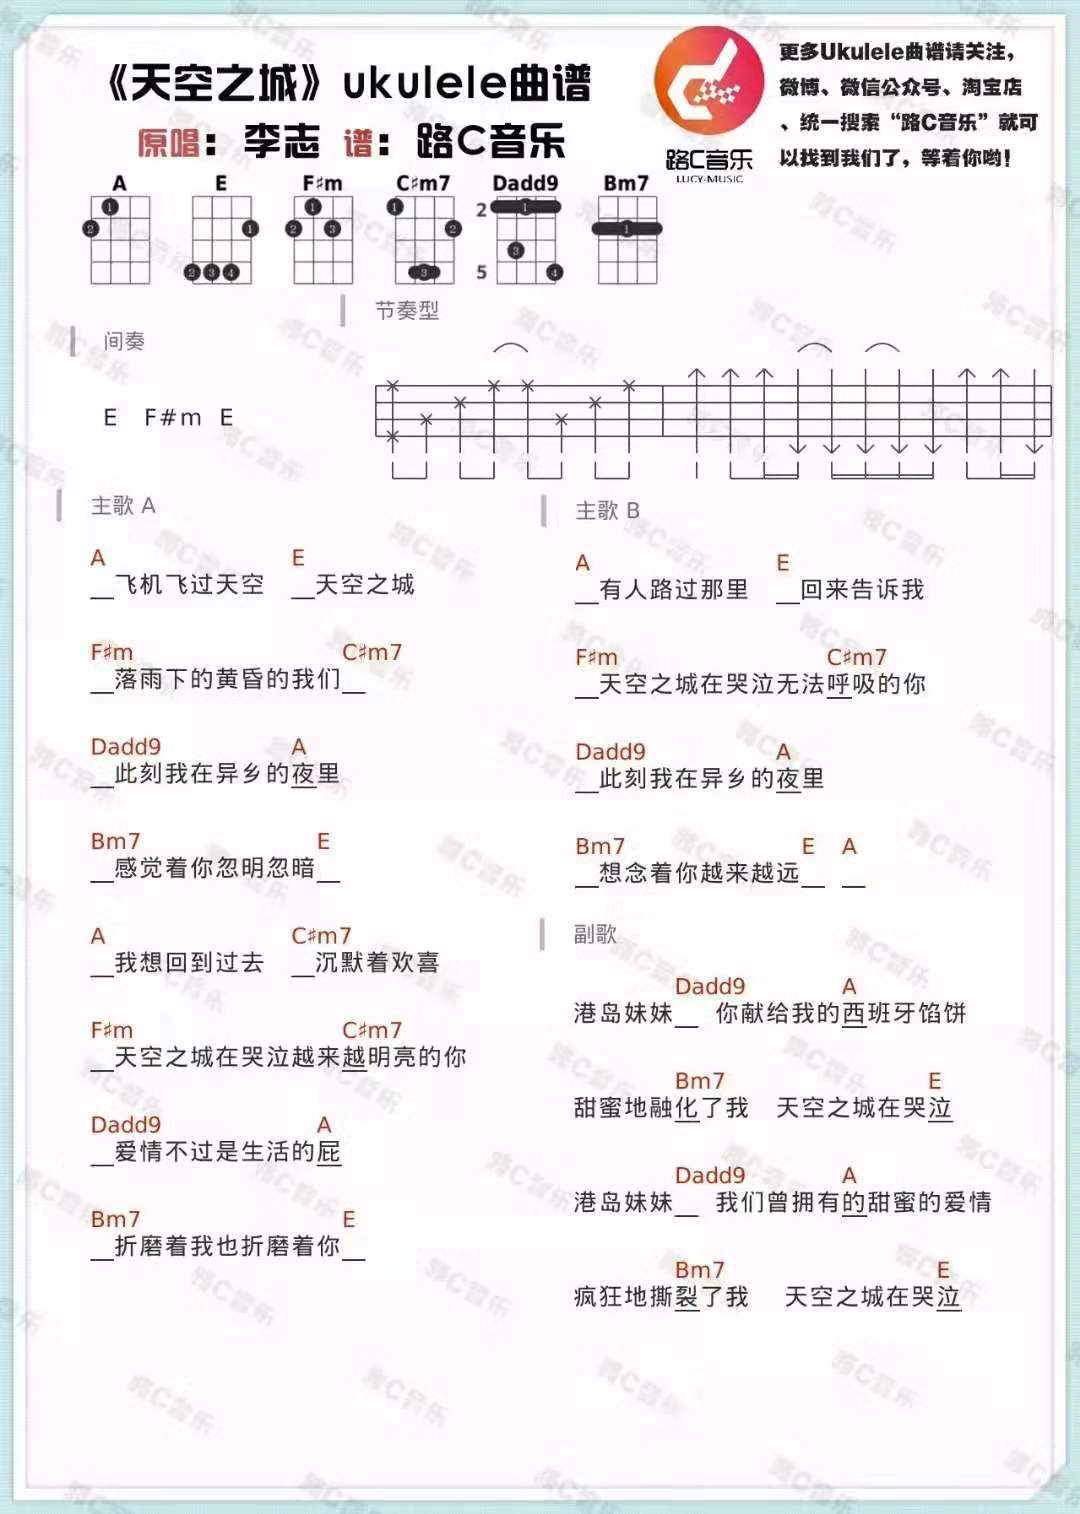 《天空之城》ukulele曲谱
原唱：李志 谱：路C音乐
路C音乐
LUCY-MUSIC
更多Ukulele曲谱请关注，
微博、微信公众号、淘宝店
、统一搜索“路C音乐”就可
以找到我们了，等着你哟！
A E F♯m C♯m7 Dadd9 Bm7
1 2
1 2 3 4
1 2 3
1 2 3
2 5 1 3 4
1
节奏型
间奏
E F#m E
主歌 A
A E
__飞机飞过天空 __天空之城
F♯m C♯m7
__落雨下的黄昏的我们__
Dadd9 A
__此刻我在异乡的夜里
Bm7 E
__感觉着你忽明忽暗__
A C♯m7
__我想回到过去 __沉默着欢喜
F♯m C♯m7
__天空之城在哭泣越来越明亮的你
Dadd9 A
__爱情不过是生活的屁
Bm7 E
__折磨着我也折磨着你__
主歌 B
A E
__有人路过那里 __回来告诉我
F♯m C♯m7
__天空之城在哭泣无法呼吸的你
Dadd9 A
__此刻我在异乡的夜里
Bm7 E A
__想念着你越来越远__ __
副歌
Dadd9 A
港岛妹妹__ 你献给我的西班牙馅饼
Bm7 E
甜蜜地融化了我 天空之城在哭泣
Dadd9 A
港岛妹妹__ 我们曾拥有的甜蜜的爱情
Bm7 E
疯狂地撕裂了我 天空之城在哭泣